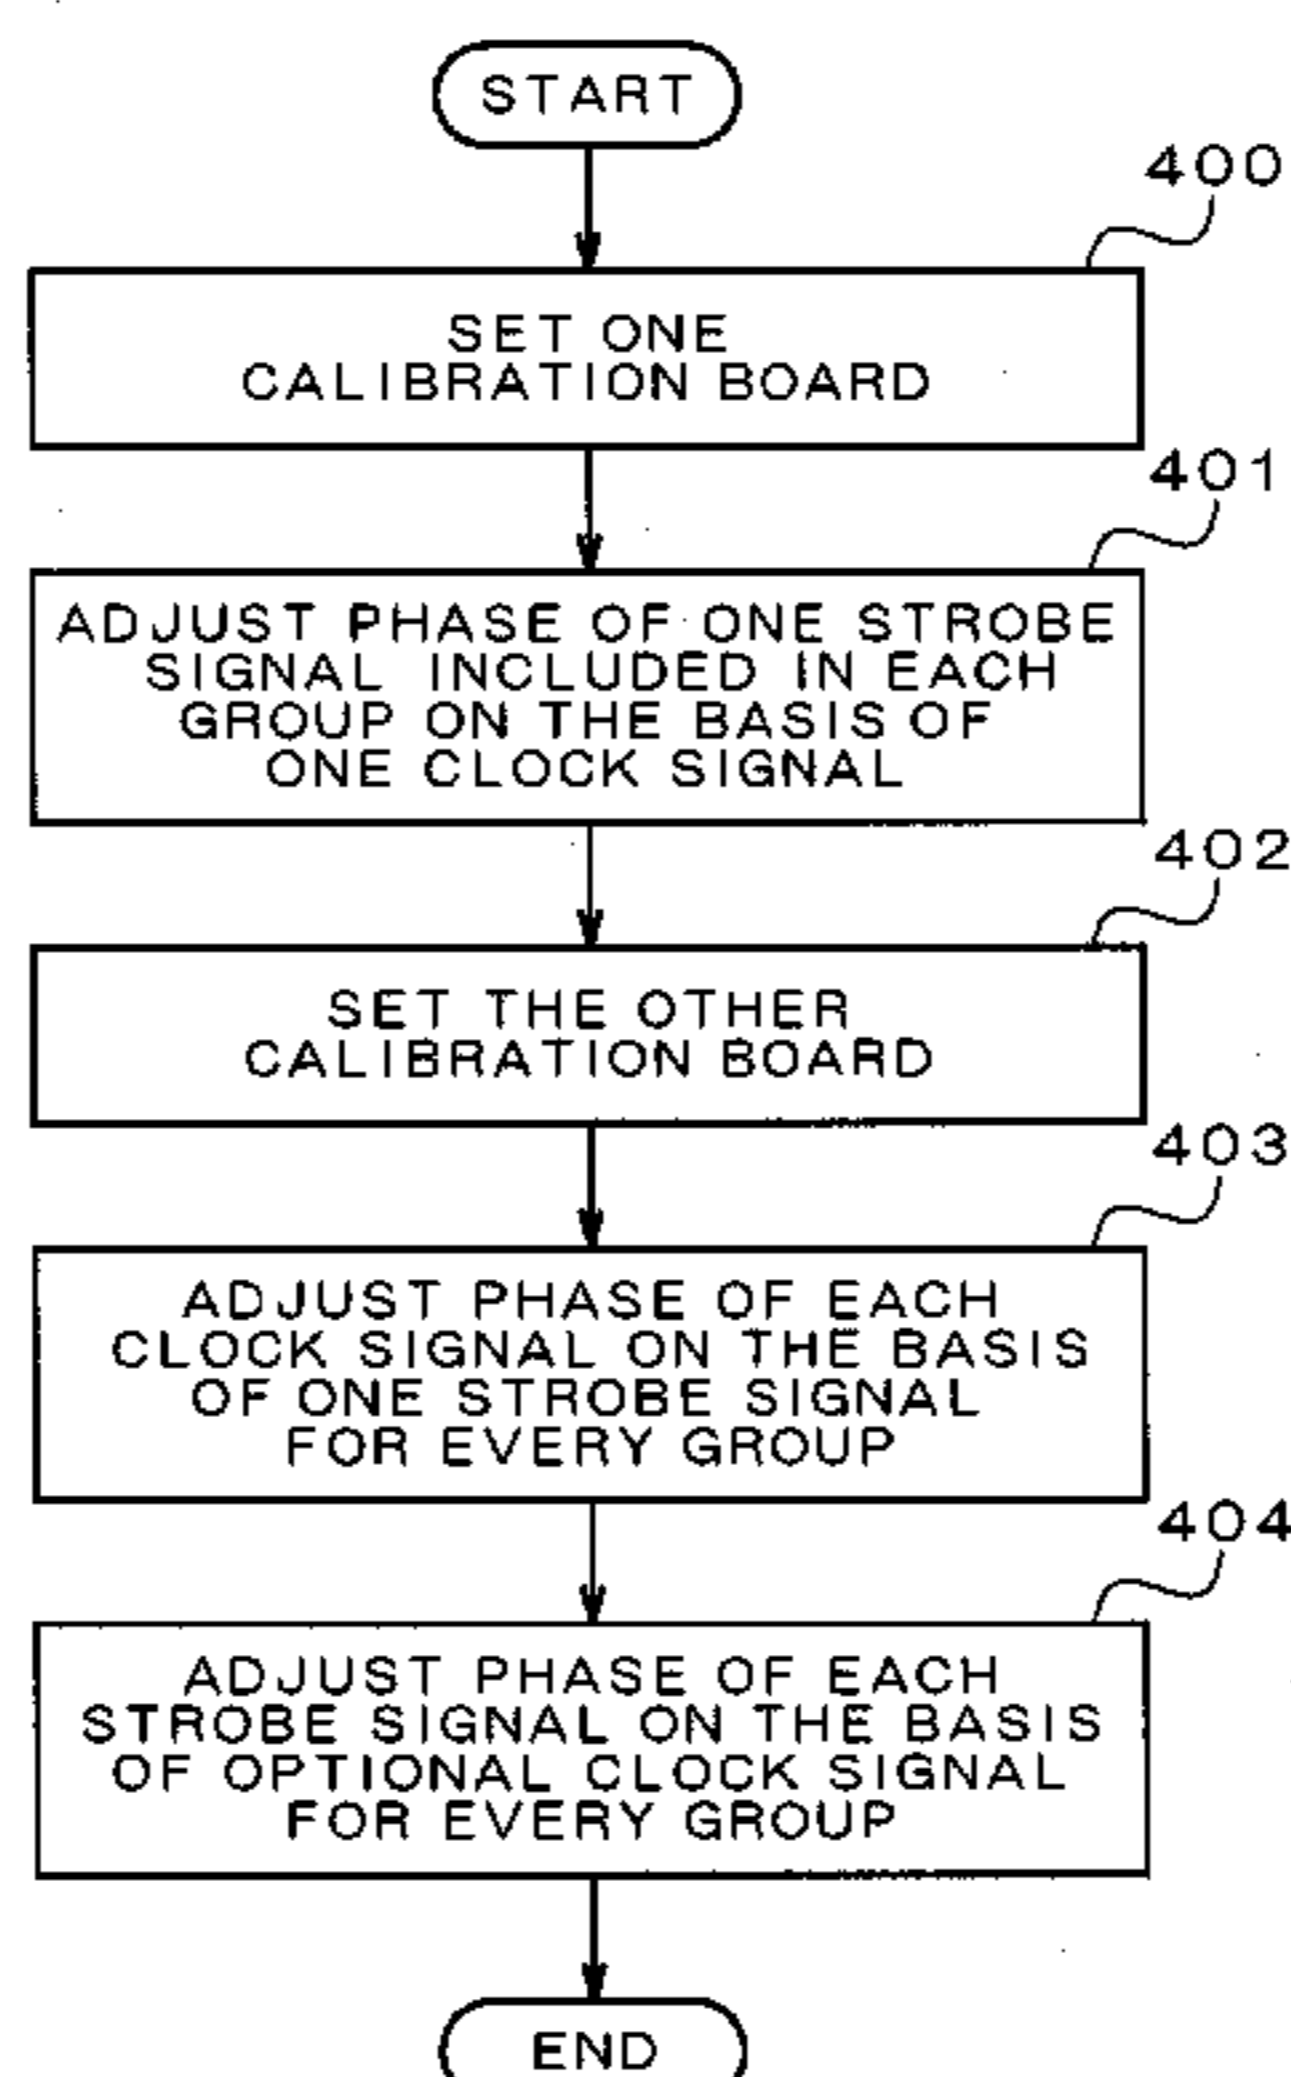 START
400
SET ONE
CALIBRATION BOARD
401
ADJUST PHASE OF ONE STROBE
SIGNAL INCLUDED IN EACH
GROUP ON THE BASIS OF
ONE CLOCK SIGNAL
402
SET THE OTHER
CALIBRATION BOARD
403
ADJUST PHASE OF EACH
CLOCK SIGNAL ON THE BASIS
OF ONE STROBE SIGNAL
FOR EVERY GROUP
404
ADJUST PHASE OF EACH
STROBE SIGNAL ON THE BASIS
OF OPTIONAL CLOCK SIGNAL
FOR EVERY GROUP
END